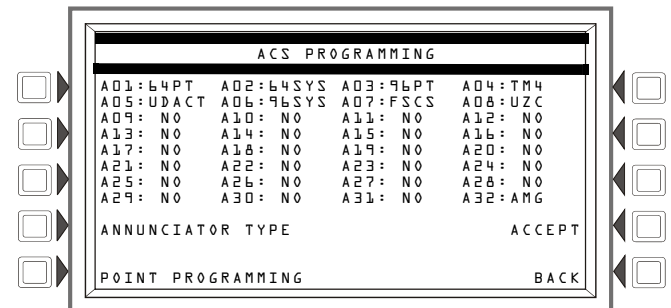 ACS PROGRAMMING
A01:64PT A02:64SYS A03:96PT A04:TM4
A05:UDACT A06:96SYS A07:FSCS A08:UZC
A09: NO A10: NO A11: NO A12: NO
A13: NO A14: NO A15: NO A16: NO
A17: NO A18: NO A19: NO A20: NO
A21: NO A22: NO A23: NO A24: NO
A25: NO A26: NO A27: NO A28: NO
A29: NO A30: NO A31: NO A32:AMG
ANNUNCIATOR TYPE ACCEPT
POINT PROGRAMMING BACK